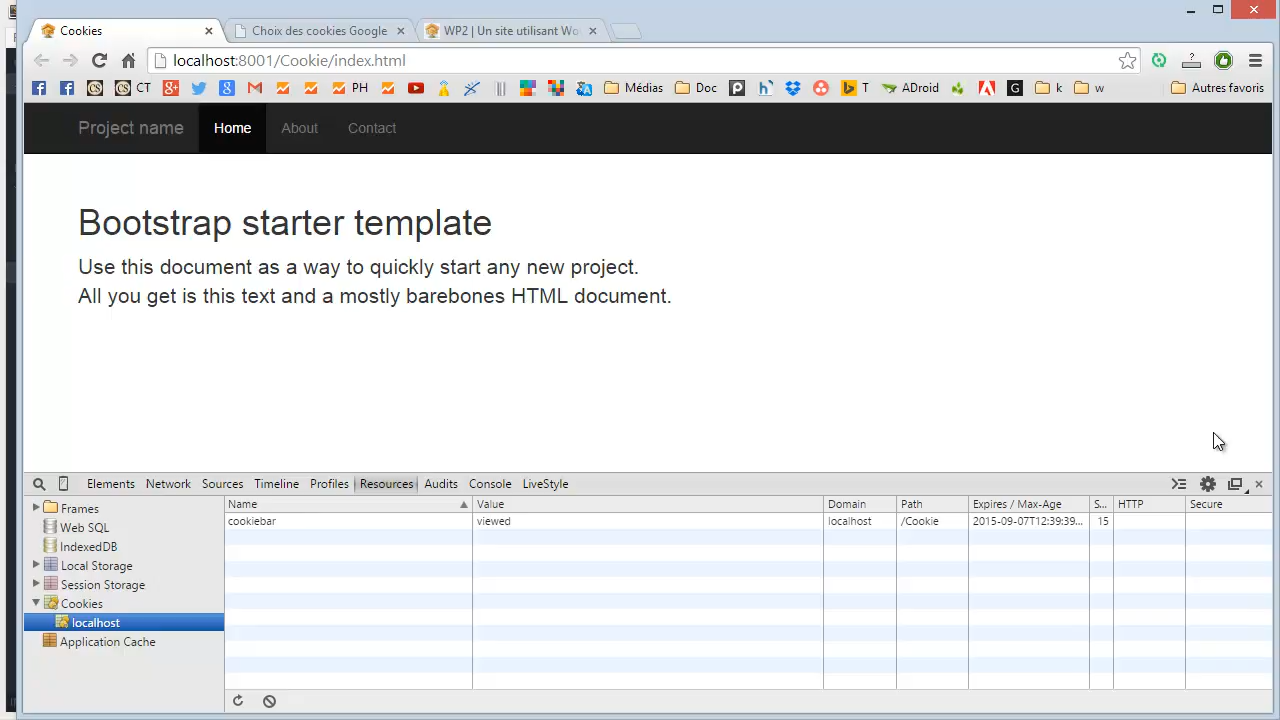 Cookies
Choix des cookies Google
WP2 | Un site utilisant Wo
localhost:8001/Cookie/index.html
CT
PH
Médias
Doc
T
ADroid
k
w
Autres favoris
Project name
Home
About
Contact
Bootstrap starter template
Use this document as a way to quickly start any new project.
All you get is this text and a mostly barebones HTML document.
Elements
Network
Sources
Timeline
Profiles
Resources
Audits
Console
LiveStyle
Frames
Web SQL
IndexedDB
Local Storage
Session Storage
Cookies
localhost
Application Cache
Name
Value
Domain
Path
Expires / Max-Age
S...
HTTP
Secure
cookiebar
viewed
localhost
/Cookie
2015-09-07T12:39:39...
15